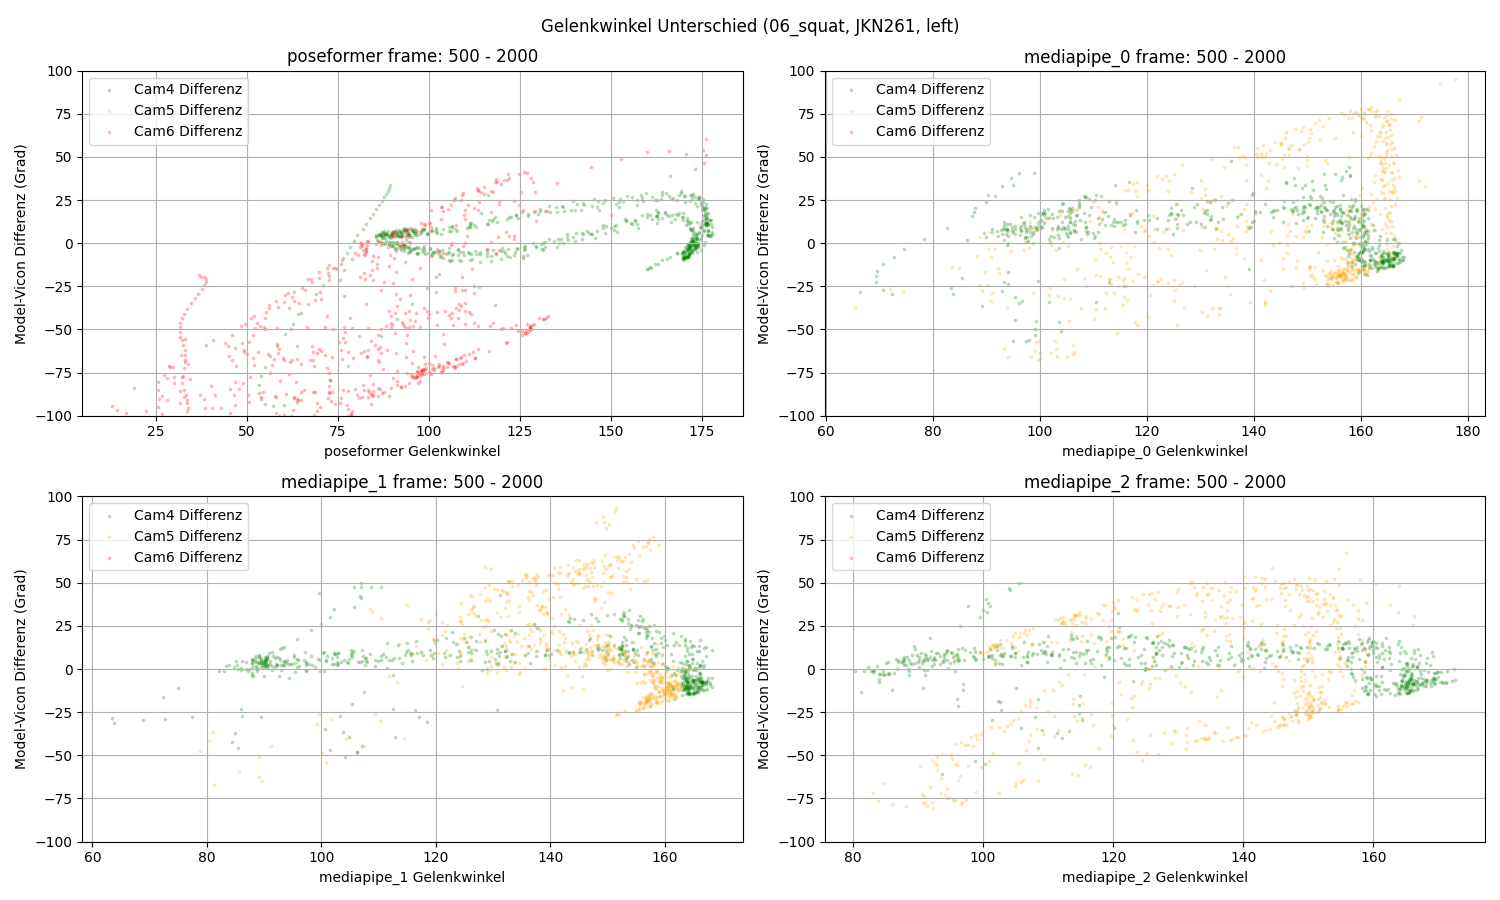 Gelenkwinkel Unterschied (06_squat, JKN261, left)
poseformer frame: 500 - 2000
Cam4 Differenz
Cam5 Differenz
Cam6 Differenz
100
75
50
25
0
−25
−50
−75
−100
Model-Vicon Differenz (Grad)
25
50
75
100
125
150
175
poseformer Gelenkwinkel
mediapipe_0 frame: 500 - 2000
Cam4 Differenz
Cam5 Differenz
Cam6 Differenz
100
75
50
25
0
−25
−50
−75
−100
Model-Vicon Differenz (Grad)
60
80
100
120
140
160
180
mediapipe_0 Gelenkwinkel
mediapipe_1 frame: 500 - 2000
Cam4 Differenz
Cam5 Differenz
Cam6 Differenz
100
75
50
25
0
−25
−50
−75
−100
Model-Vicon Differenz (Grad)
60
80
100
120
140
160
mediapipe_1 Gelenkwinkel
mediapipe_2 frame: 500 - 2000
Cam4 Differenz
Cam5 Differenz
Cam6 Differenz
100
75
50
25
0
−25
−50
−75
−100
Model-Vicon Differenz (Grad)
80
100
120
140
160
mediapipe_2 Gelenkwinkel